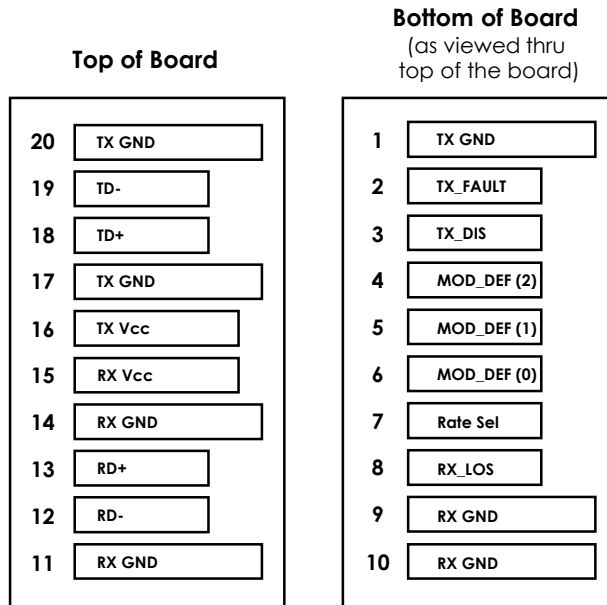 Top of Board
20 TX GND
19 TD-
18 TD+
17 TX GND
16 TX Vcc
15 RX Vcc
14 RX GND
13 RD+
12 RD-
11 RX GND
Bottom of Board
(as viewed thru
top of the board)
1 TX GND
2 TX_FAULT
3 TX_DIS
4 MOD_DEF (2)
5 MOD_DEF (1)
6 MOD_DEF (0)
7 Rate Sel
8 RX_LOS
9 RX GND
10 RX GND